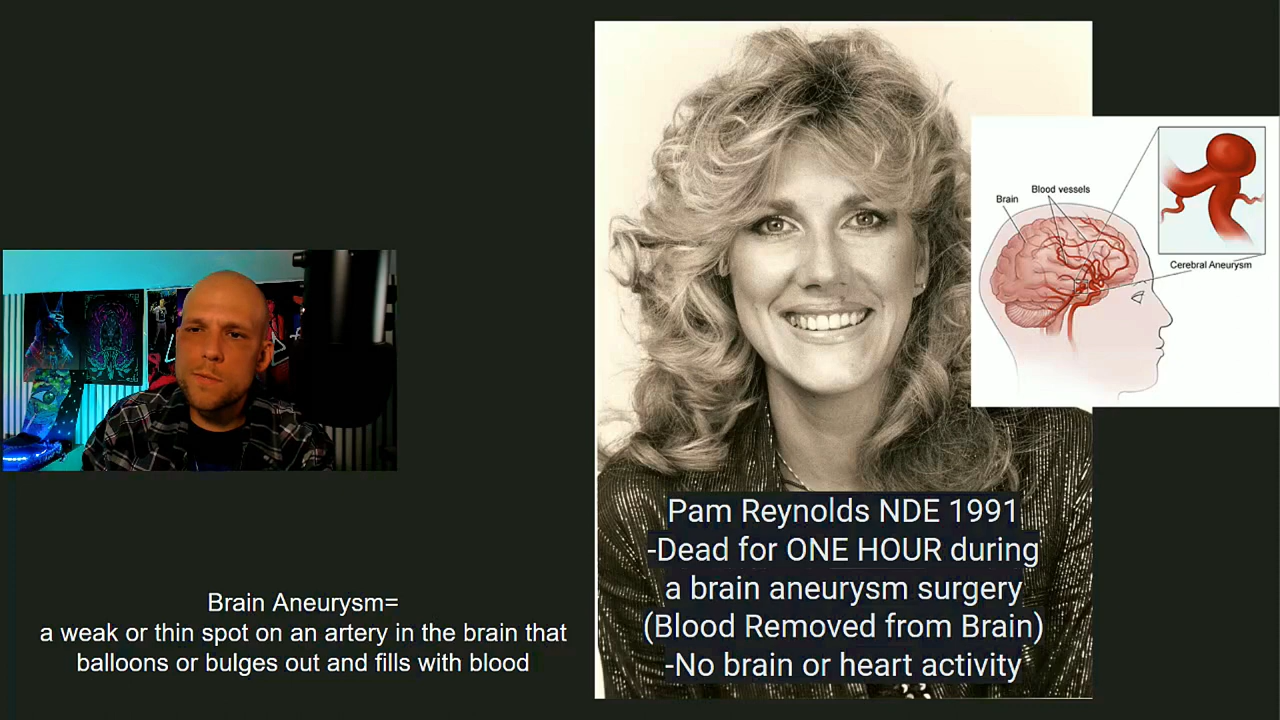 Brain
Blood vessels
Cerebral Aneurysm
Pam Reynolds NDE 1991
-Dead for ONE HOUR during
a brain aneurysm surgery
(Blood Removed from Brain)
-No brain or heart activity
Brain Aneurysm=
a weak or thin spot on an artery in the brain that
balloons or bulges out and fills with blood